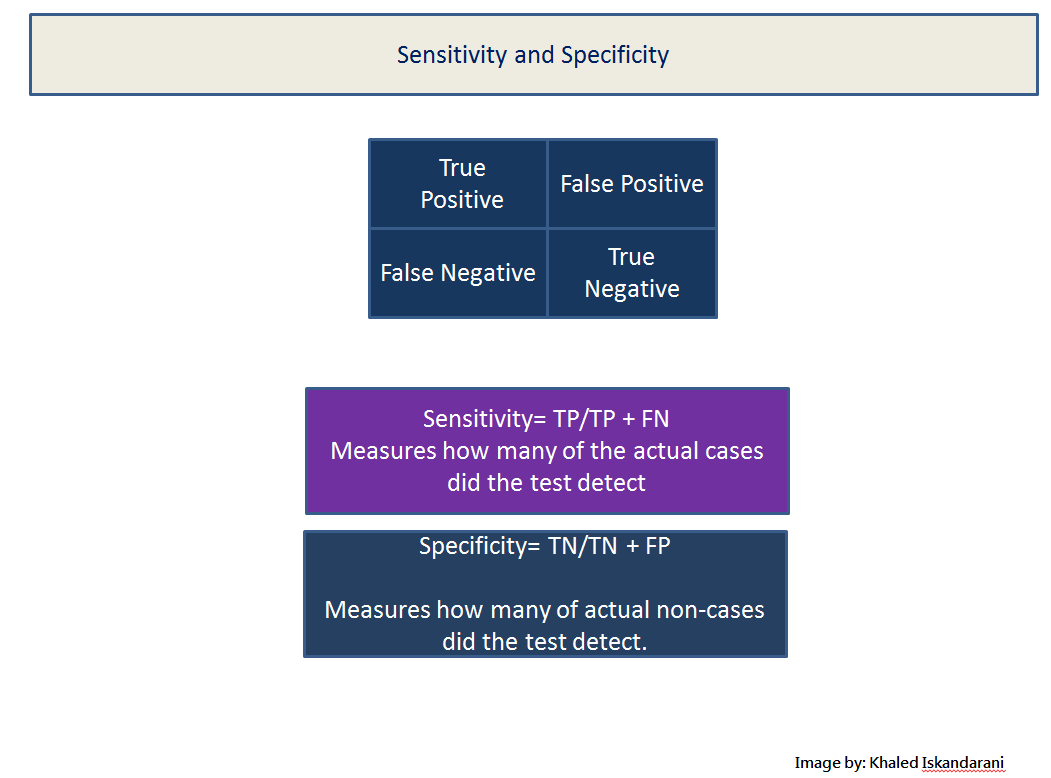 Sensitivity and Specificity
True
Positive
False Positive
False Negative
True
Negative
Sensitivity= TP/TP + FN
Measures how many of the actual cases
did the test detect
Specificity= TN/TN + FP
Measures how many of actual non-cases
did the test detect.
Image by: Khaled Iskandarani